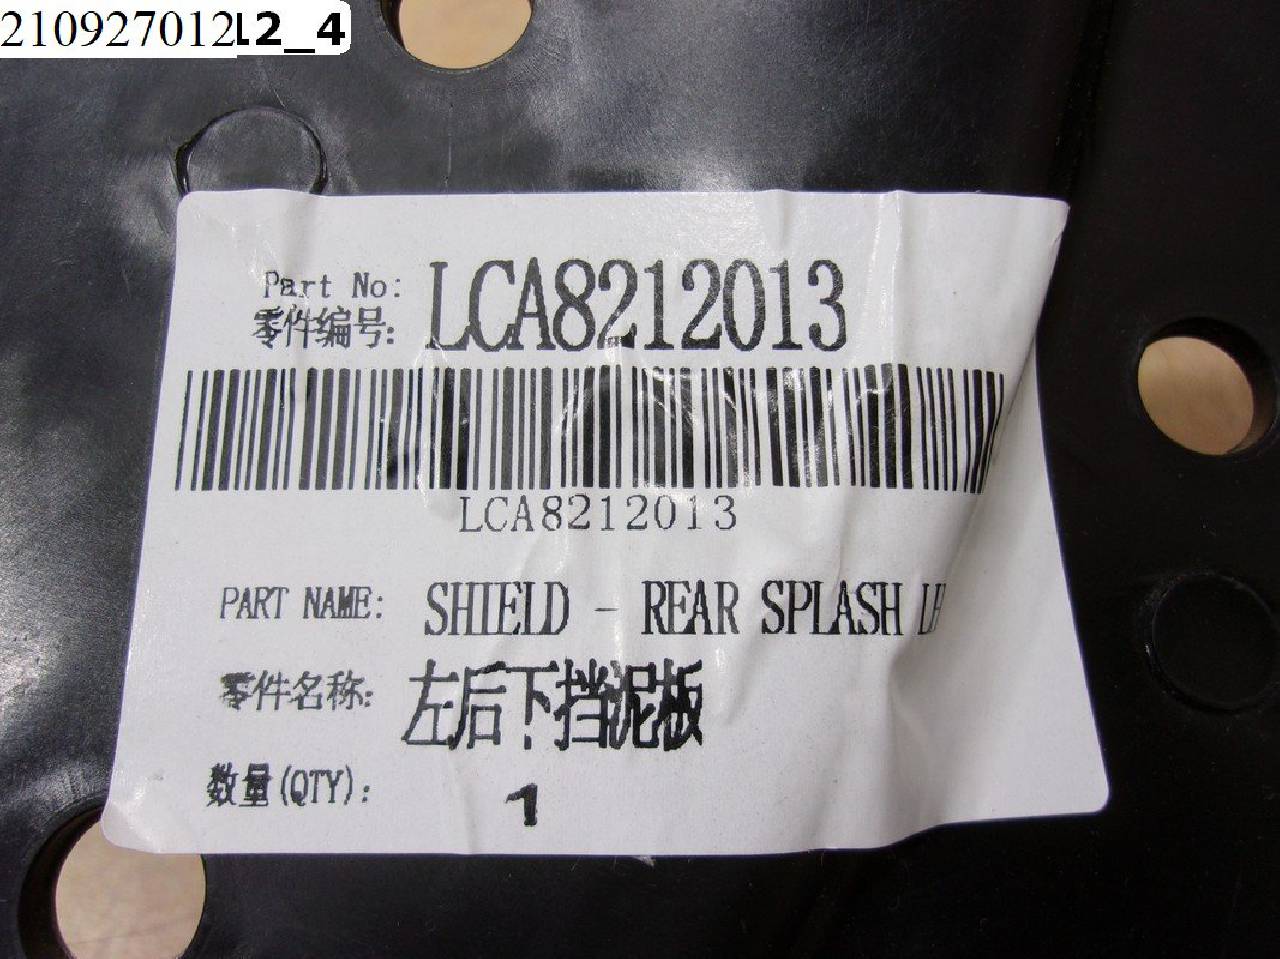 21092701212_4
Part No: LCA8212013
零件编号:
LCA8212013
PART NAME: SHIELD - REAR SPLASH LH
零件名称: 左后下挡泥板
数量(QTY): 1